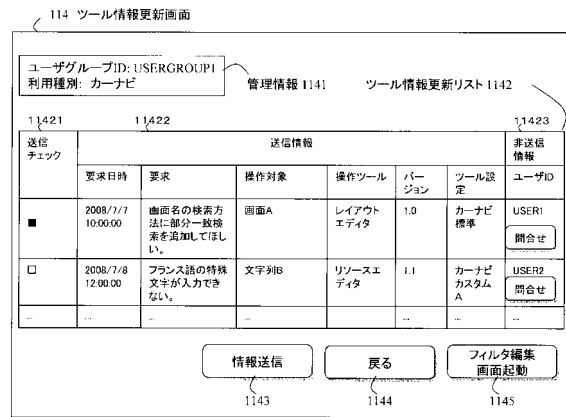 114 ツール情報更新画面
ユーザグループID: USERGROUP1
利用種別: カーナビ
管理情報 1141
ツール情報更新リスト 1142
11421
11422
11423
送信
チェック
送信情報
非送信
情報
要求日時
要求
操作対象
操作ツール
バー
ジョン
ツール設
定
ユーザID
■
2008/7/7
10:00:00
画面名の検索方
法に部分一致検
索を追加してほし
い。
画面A
レイアウト
エディタ
1.0
カーナビ
標準
USER1
問合せ
□
2008/7/8
12:00:00
フランス語の特殊
文字が入力でき
ない。
文字列B
リソースエ
ディタ
1.1
カーナビ
カスタム
A
USER2
問合せ
...
...
...
...
...
...
...
...
情報送信
戻る
フィルタ編集
画面起動
1143
1144
1145